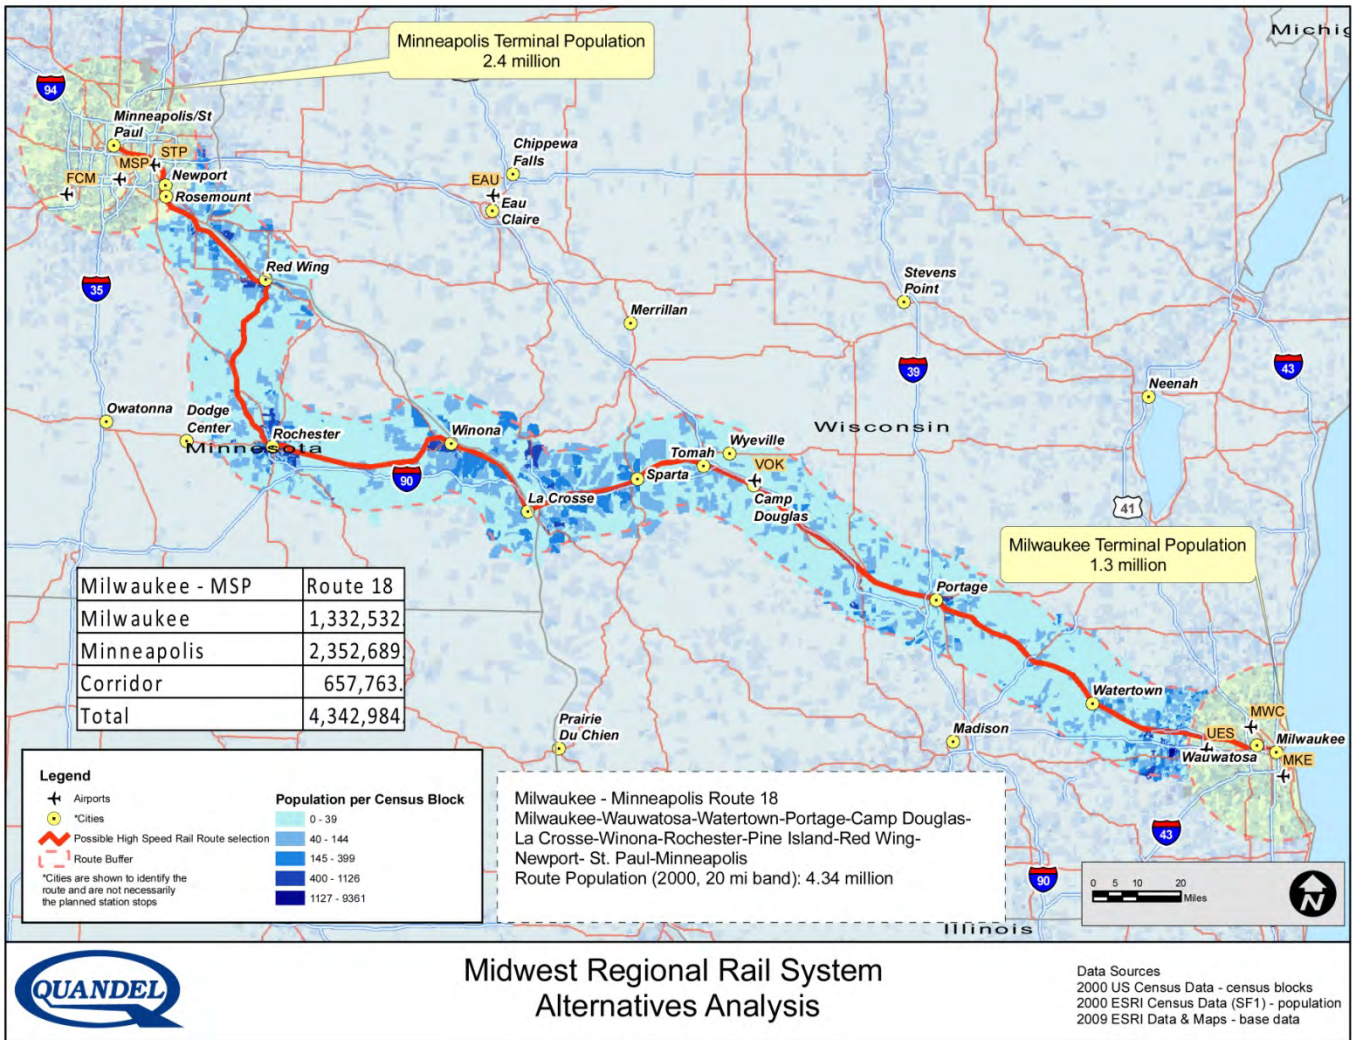 Michig
Minneapolis Terminal Population
2.4 million
94
Minneapolis/St
Paul
STP
MSP
FCM
Newport
Rosemount
Chippewa
Falls
EAU
Eau
Claire
35
Red Wing
Stevens
Point
Merrillan
39
43
Neenah
Owatonna
Dodge
Center
Rochester
Minnesota
Winona
90
Wisconsin
Wyeville
Tomah
VOK
Sparta
Camp
Douglas
La Crosse
41
Milwaukee Terminal Population
1.3 million
Portage
Milwaukee - MSP Route 18
Milwaukee 1,332,532.
Minneapolis 2,352,689.
Corridor 657,763.
Total 4,342,984.
Watertown
Prairie
Du Chien
Madison
MWC
UES
Milwaukee
Wauwatosa
MKE
43
90
Illinois
Legend
Airports
*Cities
Possible High Speed Rail Route selection
Route Buffer
*Cities are shown to identify the
route and are not necessarily
the planned station stops
Population per Census Block
0 - 39
40 - 144
145 - 399
400 - 1126
1127 - 9361
Milwaukee - Minneapolis Route 18
Milwaukee-Wauwatosa-Watertown-Portage-Camp Douglas-
La Crosse-Winona-Rochester-Pine Island-Red Wing-
Newport- St. Paul-Minneapolis
Route Population (2000, 20 mi band): 4.34 million
0 5 10 20
Miles
N
QUANDEL
Midwest Regional Rail System
Alternatives Analysis
Data Sources
2000 US Census Data - census blocks
2000 ESRI Census Data (SF1) - population
2009 ESRI Data & Maps - base data